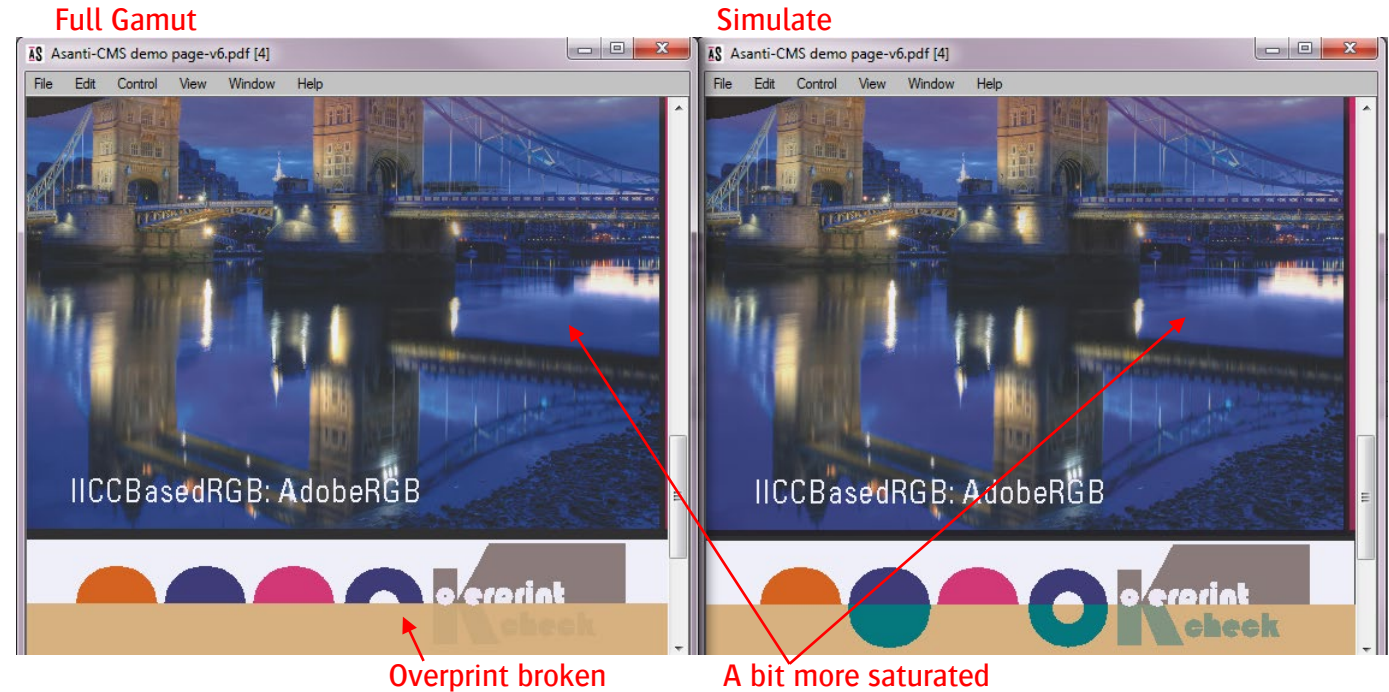 Full Gamut
Simulate
AS Asanti-CMS demo page-v6.pdf [4]
File Edit Control View Window Help
IICCBasedRGB: AdobeRGB
overprint
check
AS Asanti-CMS demo page-v6.pdf [4]
File Edit Control View Window Help
IICCBasedRGB: AdobeRGB
overprint
check
Overprint broken
A bit more saturated